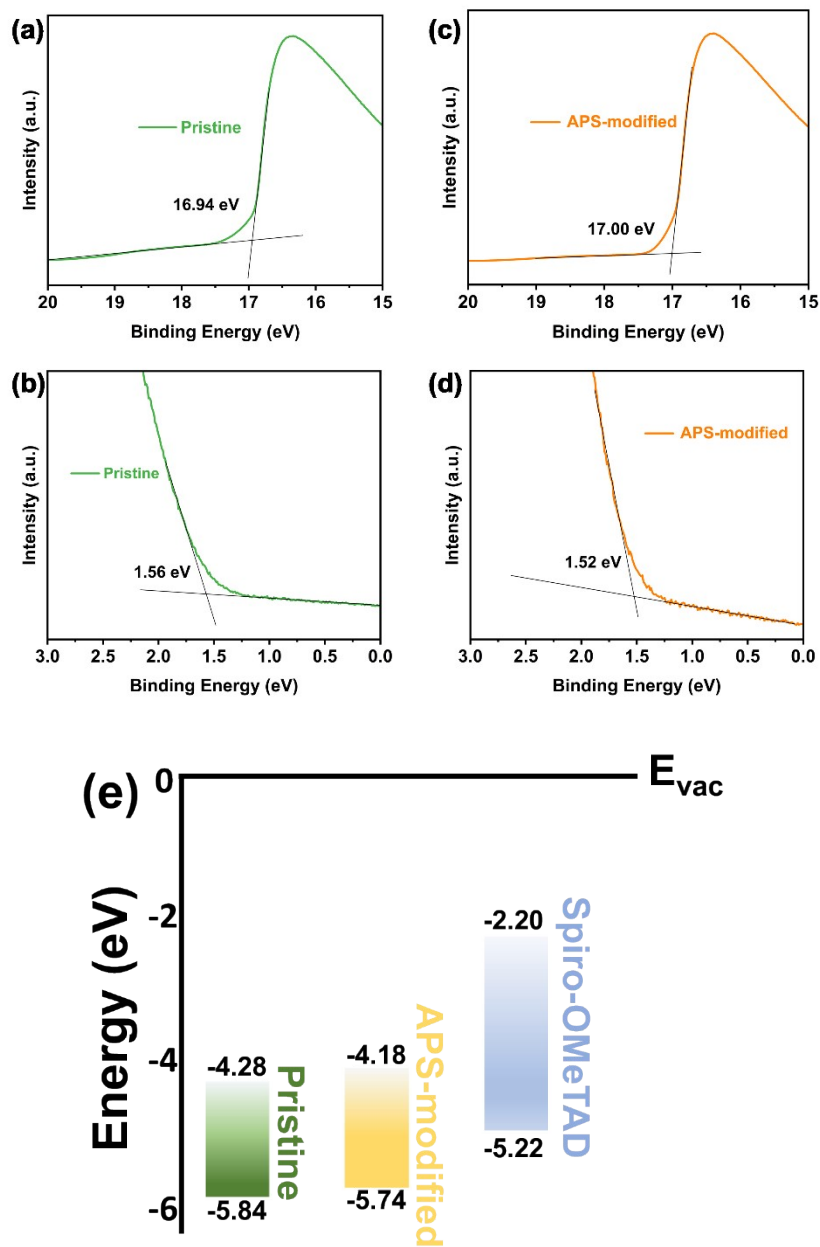 (a)
Intensity (a.u.)
Pristine
16.94 eV
20 19 18 17 16 15
Binding Energy (eV)
(c)
Intensity (a.u.)
APS-modified
17.00 eV
20 19 18 17 16 15
Binding Energy (eV)
(b)
Intensity (a.u.)
Pristine
1.56 eV
3.0 2.5 2.0 1.5 1.0 0.5 0.0
Binding Energy (eV)
(d)
Intensity (a.u.)
APS-modified
1.52 eV
3.0 2.5 2.0 1.5 1.0 0.5 0.0
Binding Energy (eV)
(e)
Energy (eV)
0
-2
-4
-6
Evac
-4.28
Pristine
-5.84
-4.18
APS-modified
-5.74
-2.20
Spiro-OMeTAD
-5.22